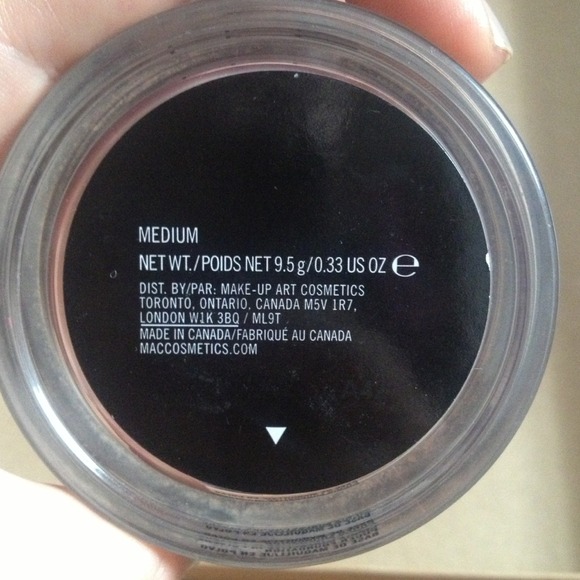 MEDIUM
NET WT./POIDS NET 9.5 g/0.33 US OZ ℮
DIST. BY/PAR: MAKE-UP ART COSMETICS
TORONTO, ONTARIO, CANADA M5V 1R7,
LONDON W1K 3BQ / ML9T
MADE IN CANADA/FABRIQUÉ AU CANADA
MACCOSMETICS.COM